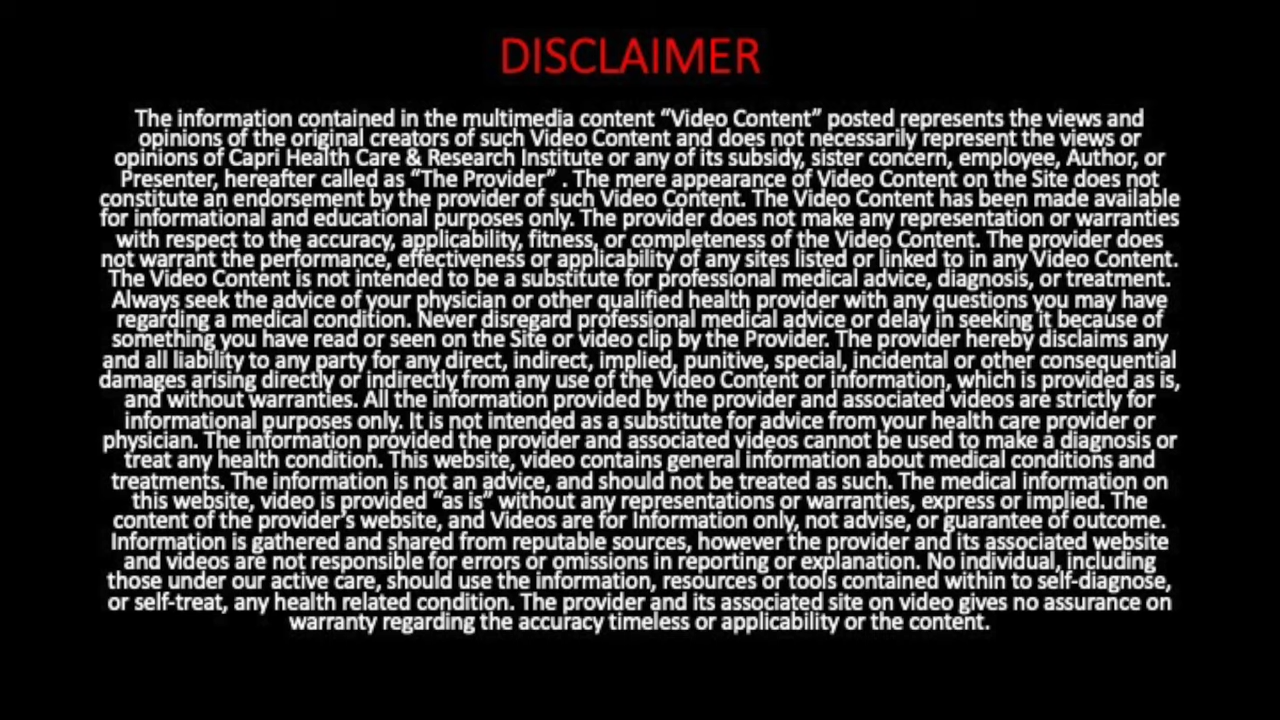 DISCLAIMER
The information contained in the multimedia content “Video Content” posted represents the views and
opinions of the original creators of such Video Content and does not necessarily represent the views or
opinions of Capri Health Care & Research Institute or any of its subsidy, sister concern, employee, Author, or
Presenter, hereafter called as “The Provider” . The mere appearance of Video Content on the Site does not
constitute an endorsement by the provider of such Video Content. The Video Content has been made available
for informational and educational purposes only. The provider does not make any representation or warranties
with respect to the accuracy, applicability, fitness, or completeness of the Video Content. The provider does
not warrant the performance, effectiveness or applicability of any sites listed or linked to in any Video Content.
The Video Content is not intended to be a substitute for professional medical advice, diagnosis, or treatment.
Always seek the advice of your physician or other qualified health provider with any questions you may have
regarding a medical condition. Never disregard professional medical advice or delay in seeking it because of
something you have read or seen on the Site or video clip by the Provider. The provider hereby disclaims any
and all liability to any party for any direct, indirect, implied, punitive, special, incidental or other consequential
damages arising directly or indirectly from any use of the Video Content or information, which is provided as is,
and without warranties. All the information provided by the provider and associated videos are strictly for
informational purposes only. It is not intended as a substitute for advice from your health care provider or
physician. The information provided the provider and associated videos cannot be used to make a diagnosis or
treat any health condition. This website, video contains general information about medical conditions and
treatments. The information is not an advice, and should not be treated as such. The medical information on
this website, video is provided “as is” without any representations or warranties, express or implied. The
content of the provider’s website, and Videos are for Information only, not advise, or guarantee of outcome.
Information is gathered and shared from reputable sources, however the provider and its associated website
and videos are not responsible for errors or omissions in reporting or explanation. No individual, including
those under our active care, should use the information, resources or tools contained within to self-diagnose,
or self-treat, any health related condition. The provider and its associated site on video gives no assurance on
warranty regarding the accuracy timeless or applicability or the content.